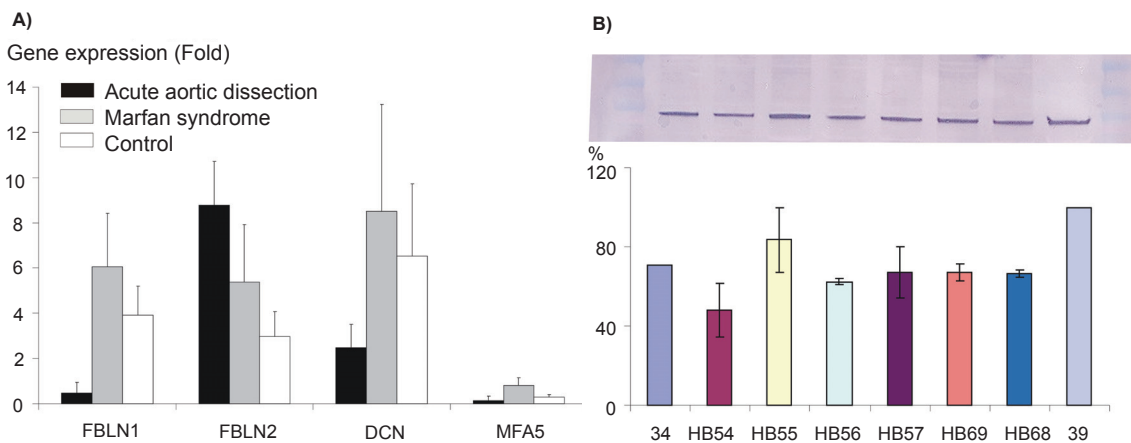 A)
Gene expression (Fold)
14
12
10
8
6
4
2
0
Acute aortic dissection
Marfan syndrome
Control
FBLN1 FBLN2 DCN MFA5
B)
%
120
80
40
0
34 HB54 HB55 HB56 HB57 HB69 HB68 39